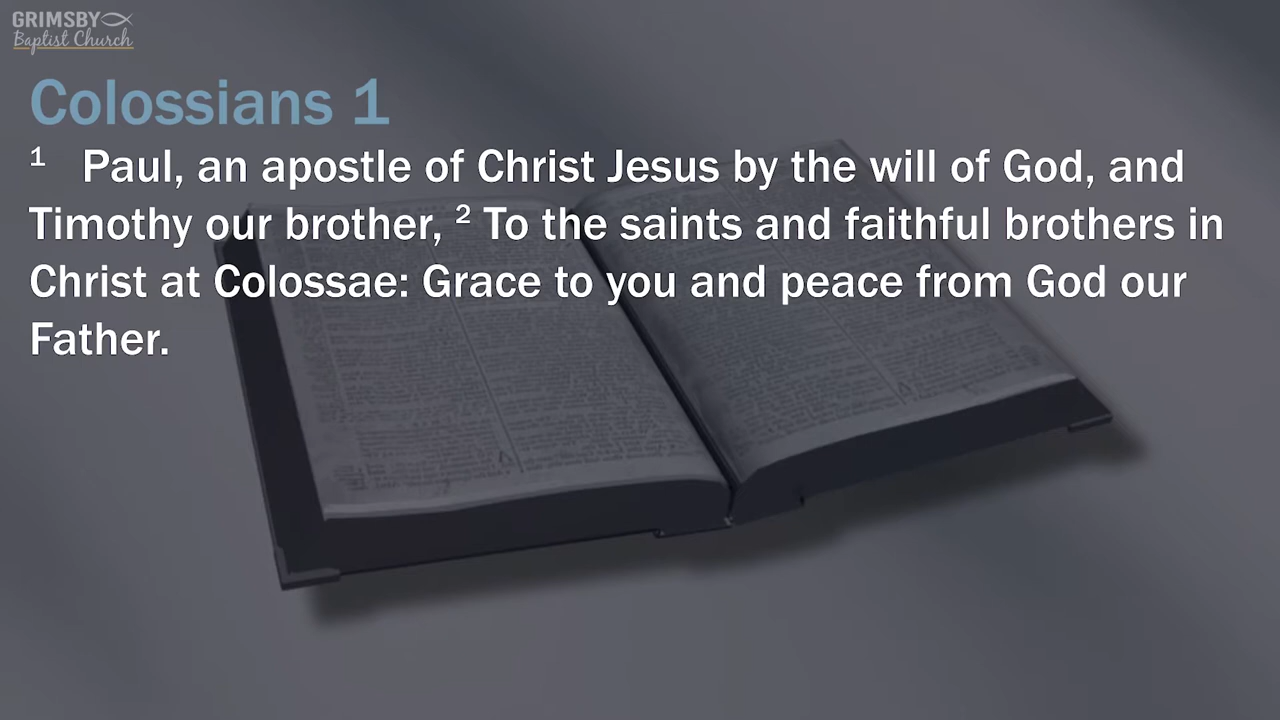 GRIMSBY
Baptist Church
Colossians 1
1 Paul, an apostle of Christ Jesus by the will of God, and
Timothy our brother, 2 To the saints and faithful brothers in
Christ at Colossae: Grace to you and peace from God our
Father.